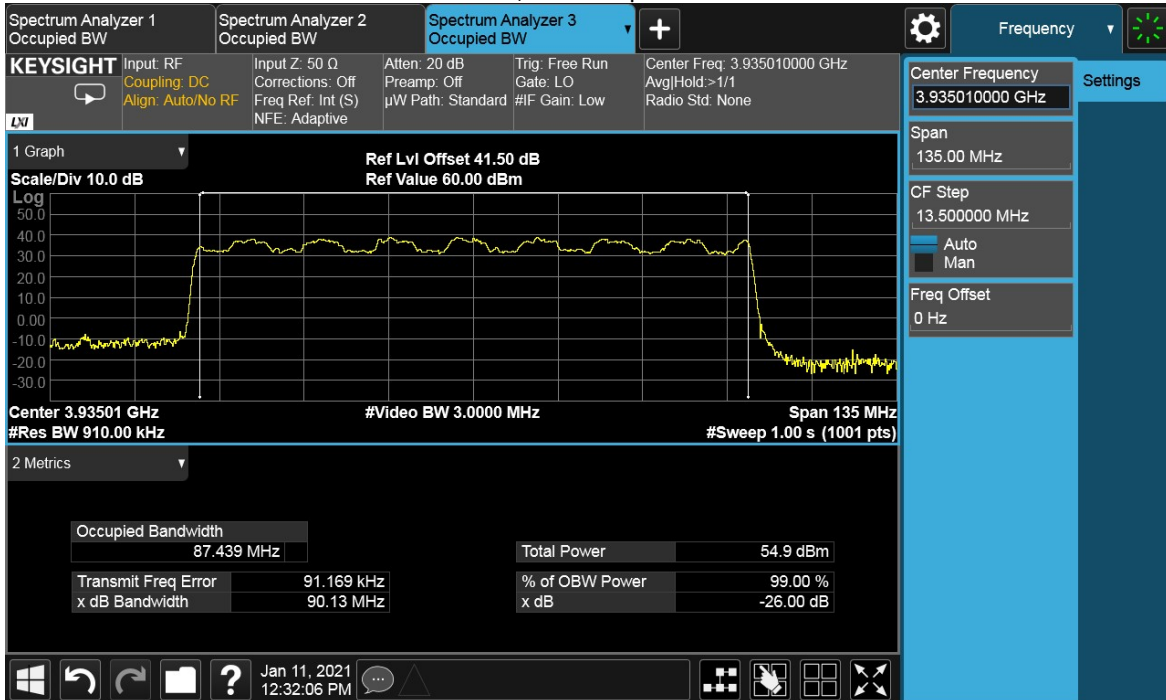 Spectrum Analyzer 1
Occupied BW
Spectrum Analyzer 2
Occupied BW
Spectrum Analyzer 3
Occupied BW
Frequency
KEYSIGHT
LXI
Input: RF
Coupling: DC
Align: Auto/No RF
Input Z: 50 Ω
Corrections: Off
Freq Ref: Int (S)
NFE: Adaptive
Atten: 20 dB
Preamp: Off
µW Path: Standard
Trig: Free Run
Gate: LO
#IF Gain: Low
Center Freq: 3.935010000 GHz
Avg|Hold:>1/1
Radio Std: None
Center Frequency
3.935010000 GHz
Settings
Span
135.00 MHz
CF Step
13.500000 MHz
Auto
Man
Freq Offset
0 Hz
1 Graph
Scale/Div 10.0 dB
Ref Lvl Offset 41.50 dB
Ref Value 60.00 dBm
Log
50.0
40.0
30.0
20.0
10.0
0.00
-10.0
-20.0
-30.0
Center 3.93501 GHz
#Video BW 3.0000 MHz
Span 135 MHz
#Res BW 910.00 kHz
#Sweep 1.00 s (1001 pts)
2 Metrics
Occupied Bandwidth
87.439 MHz
Total Power 54.9 dBm
Transmit Freq Error 91.169 kHz
% of OBW Power 99.00 %
x dB Bandwidth 90.13 MHz
x dB -26.00 dB
?
Jan 11, 2021
12:32:06 PM